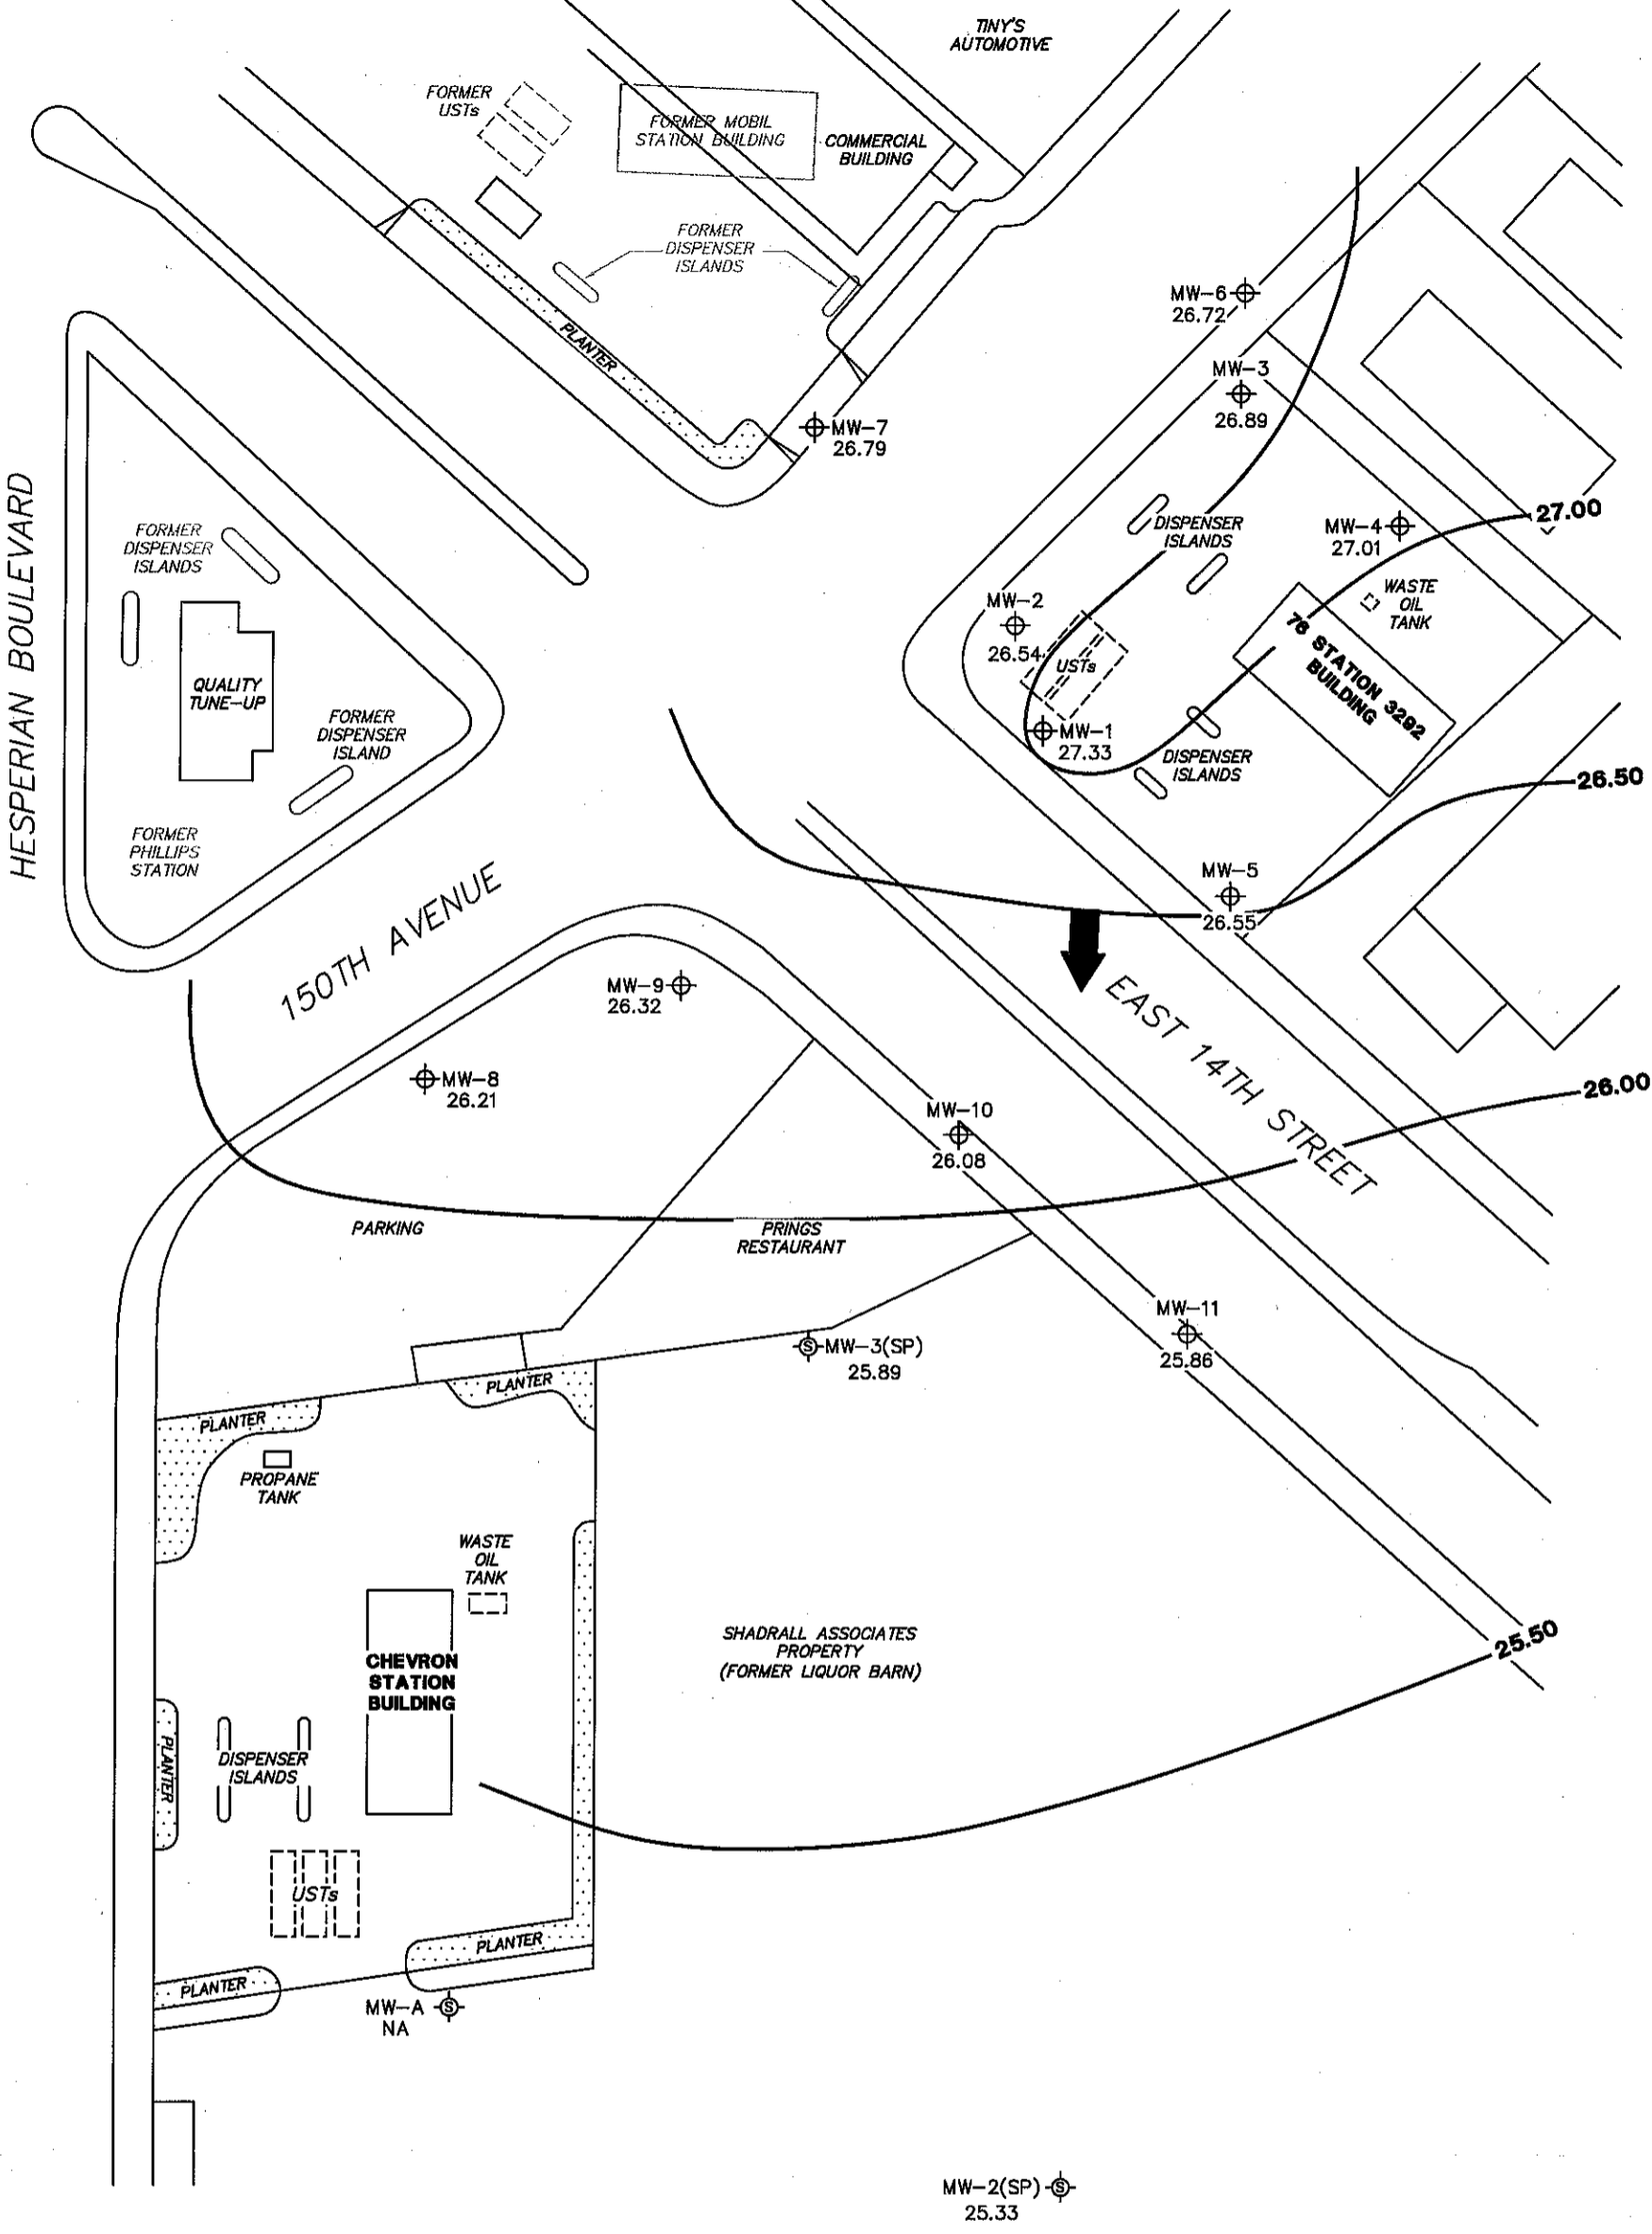 TINY'S
AUTOMOTIVE
FORMER
USTs
FORMER MOBIL
STATION BUILDING
COMMERCIAL
BUILDING
FORMER
DISPENSER
ISLANDS
PLANTER
MW-6
26.72
MW-3
26.89
MW-7
26.79
HESPERIAN BOULEVARD
FORMER
DISPENSER
ISLANDS
DISPENSER
ISLANDS
MW-4
27.01
27.00
WASTE
OIL
TANK
MW-2
26.54
USTs
76 STATION 3292
BUILDING
QUALITY
TUNE-UP
FORMER
DISPENSER
ISLAND
MW-1
27.33
DISPENSER
ISLANDS
26.50
FORMER
PHILLIPS
STATION
150TH AVENUE
MW-5
26.55
MW-9
26.32
EAST 14TH STREET
MW-8
26.21
26.00
MW-10
26.08
PARKING
PRINGS
RESTAURANT
MW-11
25.86
MW-3(SP)
25.89
PLANTER
PLANTER
PROPANE
TANK
WASTE
OIL
TANK
SHADRALL ASSOCIATES
PROPERTY
(FORMER LIQUOR BARN)
25.50
CHEVRON
STATION
BUILDING
PLANTER
DISPENSER
ISLANDS
USTs
PLANTER
PLANTER
MW-A
NA
MW-2(SP)
25.33